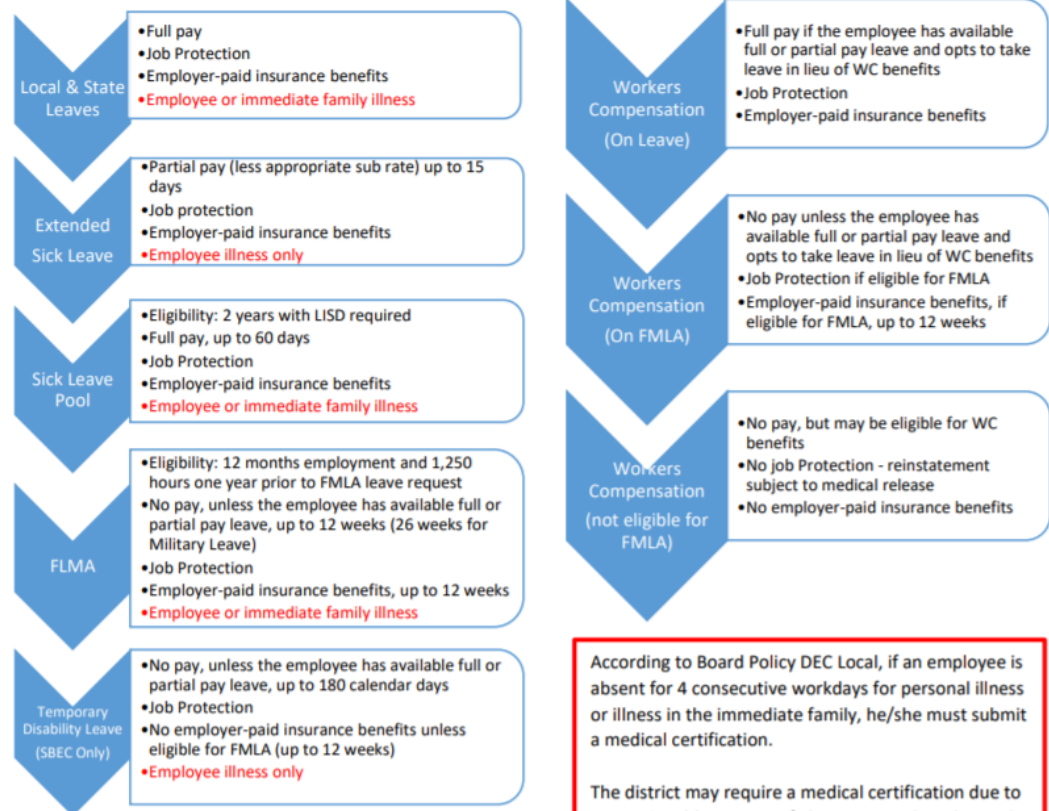 Local & State
Leaves
•Full pay
•Job Protection
•Employer-paid insurance benefits
•Employee or immediate family illness
Extended
Sick Leave
•Partial pay (less appropriate sub rate) up to 15
days
•Job protection
•Employer-paid insurance benefits
•Employee illness only
Sick Leave
Pool
•Eligibility: 2 years with LISD required
•Full pay, up to 60 days
•Job Protection
•Employer-paid insurance benefits
•Employee or immediate family illness
FLMA
•Eligibility: 12 months employment and 1,250
hours one year prior to FMLA leave request
•No pay, unless the employee has available full or
partial pay leave, up to 12 weeks (26 weeks for
Military Leave)
•Job Protection
•Employer-paid insurance benefits, up to 12 weeks
•Employee or immediate family illness
Temporary
Disability Leave
(SBEC Only)
•No pay, unless the employee has available full or
partial pay leave, up to 180 calendar days
•Job Protection
•No employer-paid insurance benefits unless
eligible for FMLA (up to 12 weeks)
•Employee illness only
Workers
Compensation
(On Leave)
•Full pay if the employee has available
full or partial pay leave and opts to take
leave in lieu of WC benefits
•Job Protection
•Employer-paid insurance benefits
Workers
Compensation
(On FMLA)
•No pay unless the employee has
available full or partial pay leave and
opts to take leave in lieu of WC benefits
•Job Protection if eligible for FMLA
•Employer-paid insurance benefits, if
eligible for FMLA, up to 12 weeks
Workers
Compensation
(not eligible for
FMLA)
•No pay, but may be eligible for WC
benefits
•No job Protection - reinstatement
subject to medical release
•No employer-paid insurance benefits
According to Board Policy DEC Local, if an employee is
absent for 4 consecutive workdays for personal illness
or illness in the immediate family, he/she must submit
a medical certification.
The district may require a medical certification due to